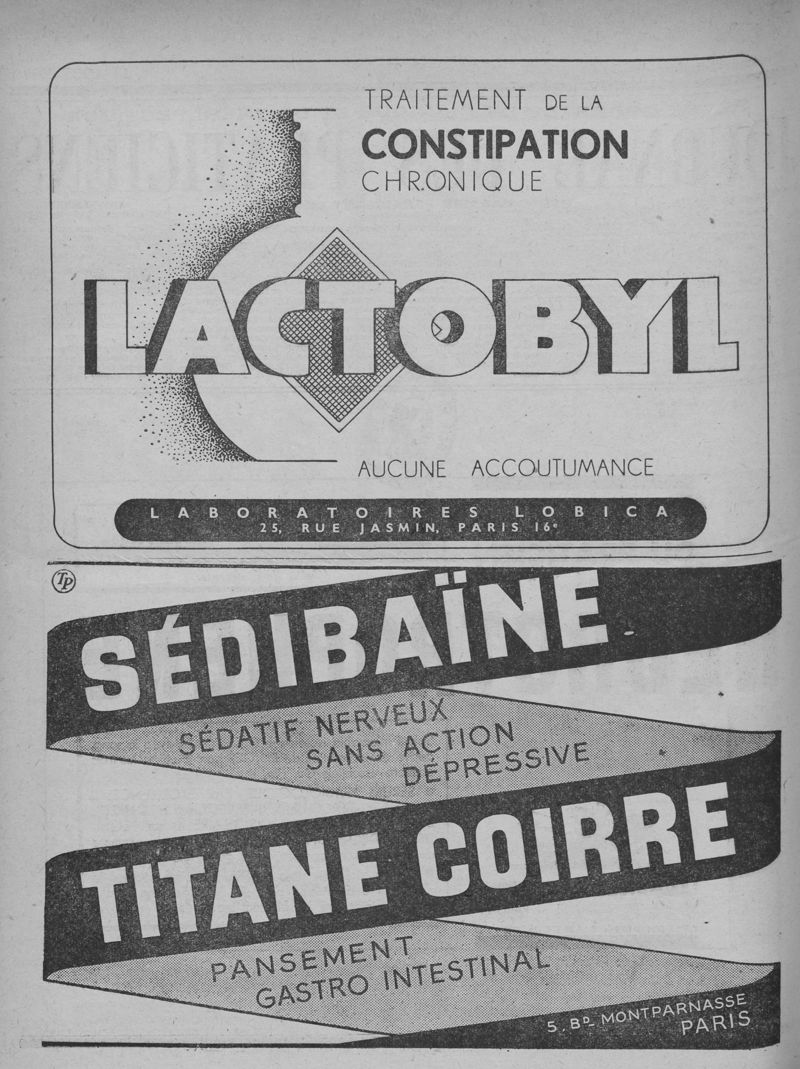 TRAITEMENT DE LA
CONSTIPATION
CHRONIQUE
LACTOBYL
AUCUNE ACCOUTUMANCE
LABORATOIRES LOBICA
25, RUE JASMIN, PARIS 16e
TP
SÉDIBAÏNE
SÉDATIF NERVEUX
SANS ACTION
DÉPRESSIVE
TITANE COIRRE
PANSEMENT
GASTRO INTESTINAL
5. BD. MONTPARNASSE
PARIS